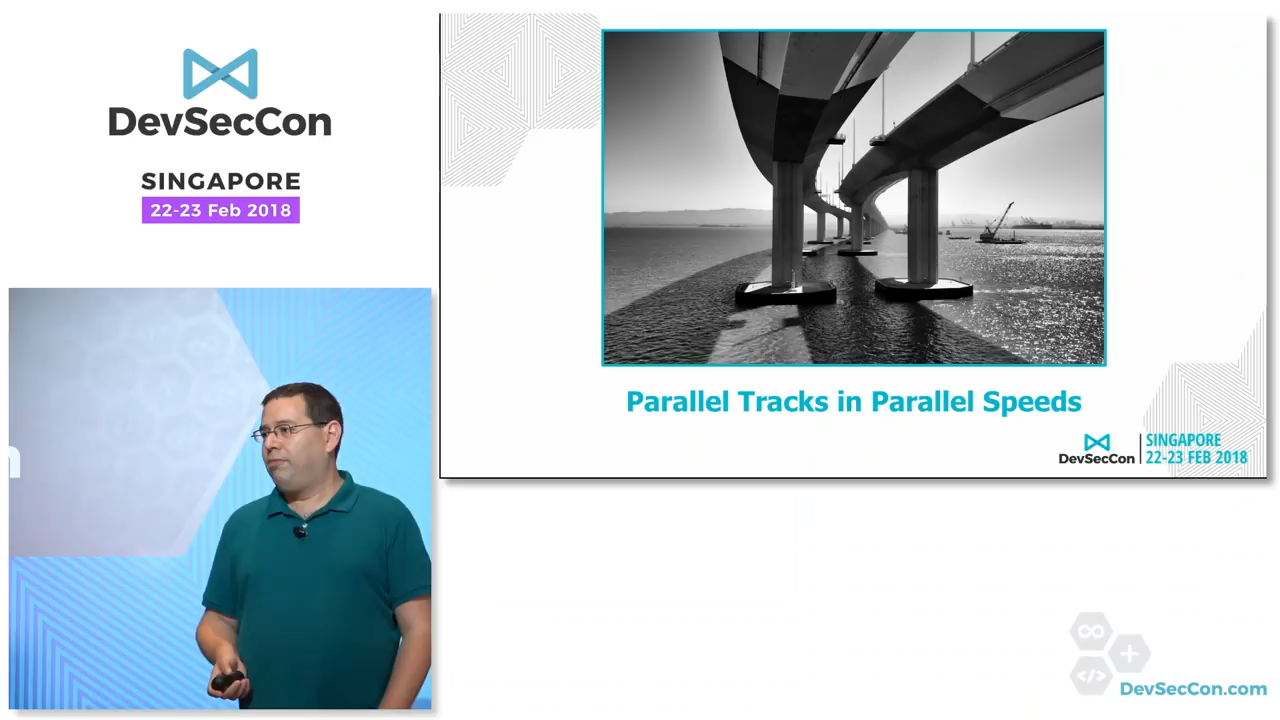 DevSecCon
SINGAPORE
22-23 Feb 2018
Parallel Tracks in Parallel Speeds
DevSecCon
SINGAPORE
22-23 FEB 2018
DevSecCon.com